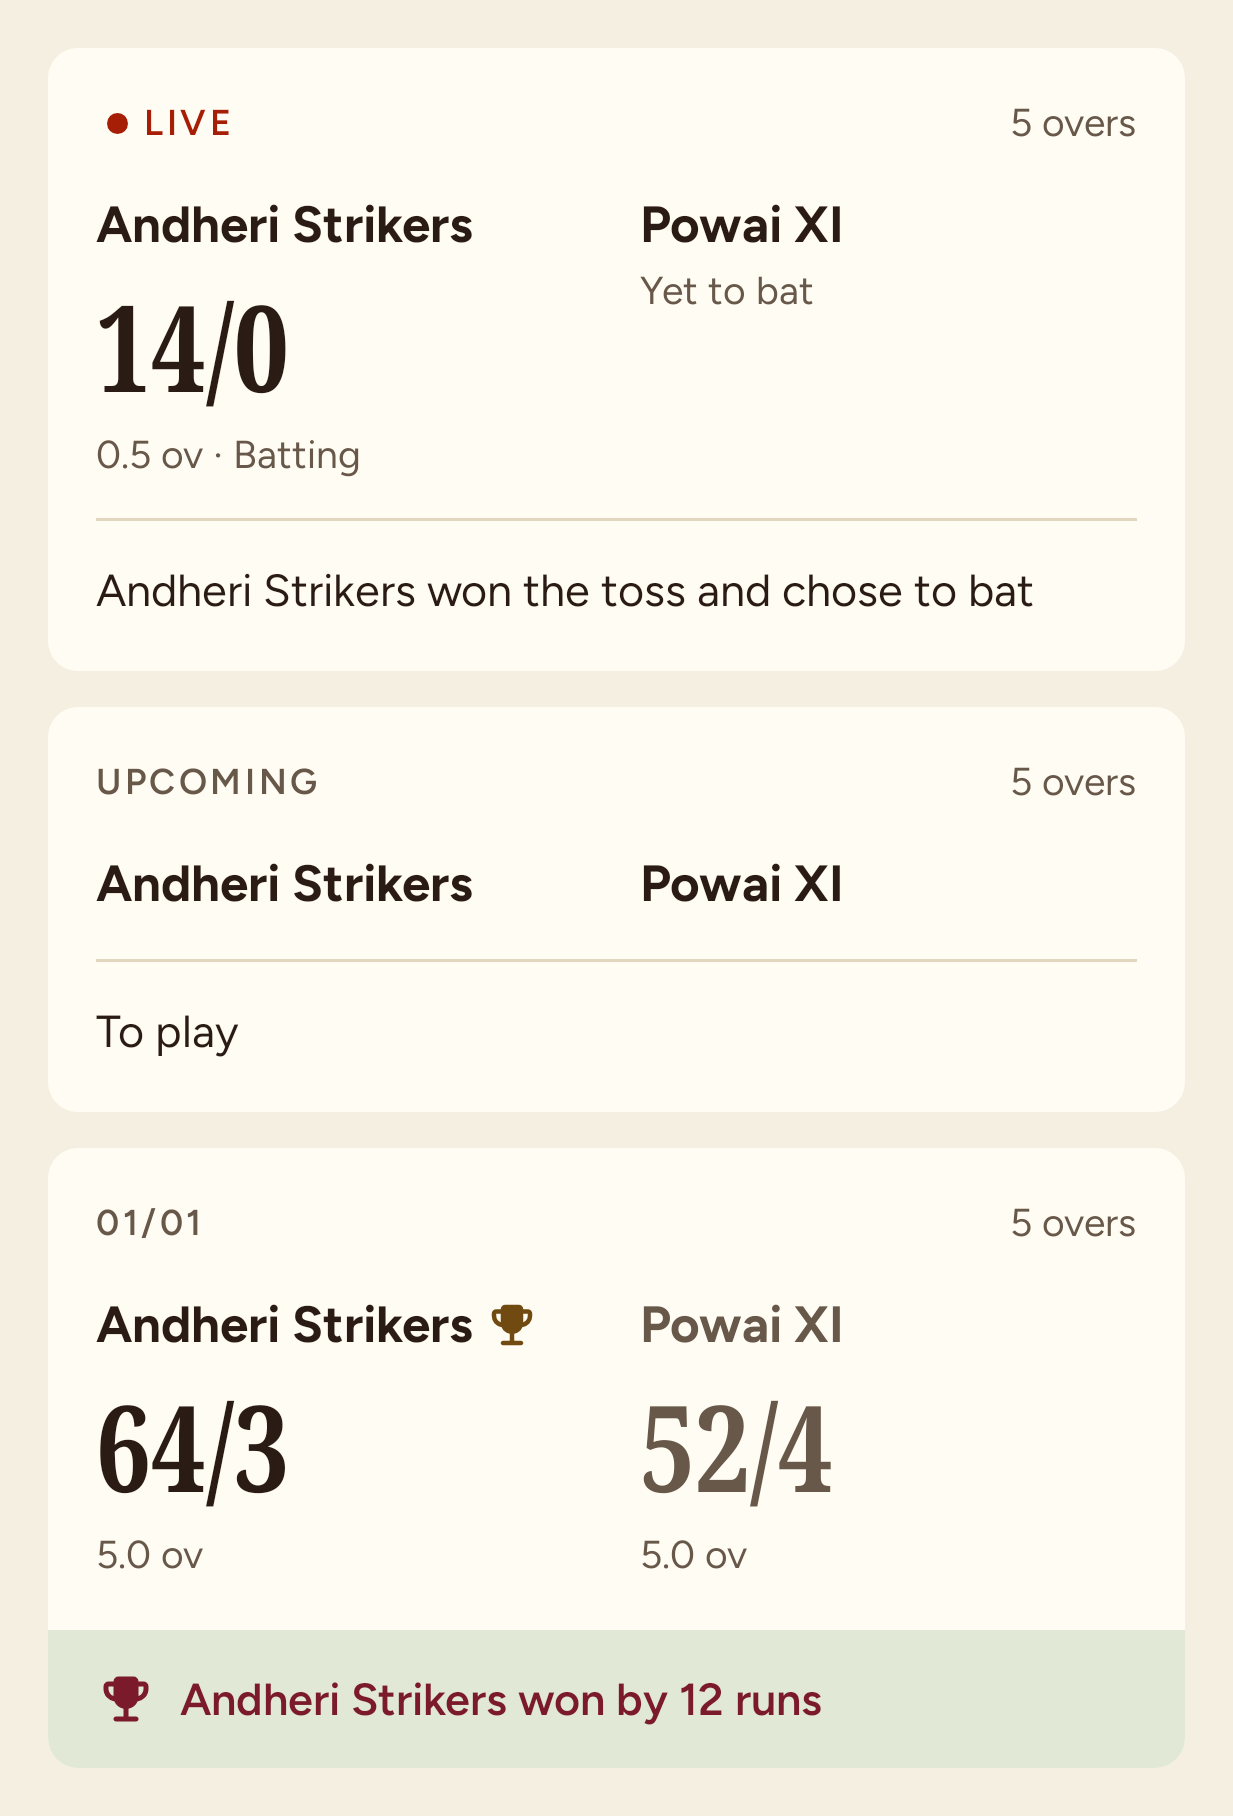 LIVE
5 overs
Andheri Strikers
Powai XI
14/0
Yet to bat
0.5 ov · Batting
Andheri Strikers won the toss and chose to bat
UPCOMING
5 overs
Andheri Strikers
Powai XI
To play
01/01
5 overs
Andheri Strikers
Powai XI
64/3
52/4
5.0 ov
5.0 ov
Andheri Strikers won by 12 runs